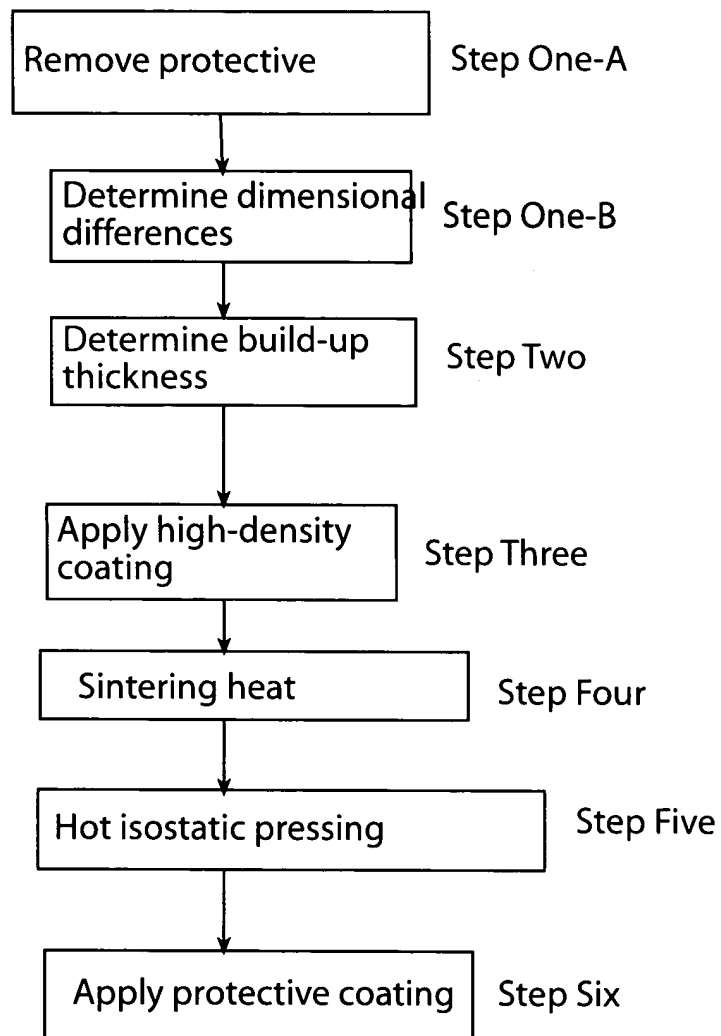 Remove protective
Step One-A
Determine dimensional
differences
Step One-B
Determine build-up
thickness
Step Two
Apply high-density
coating
Step Three
Sintering heat
Step Four
Hot isostatic pressing
Step Five
Apply protective coating
Step Six